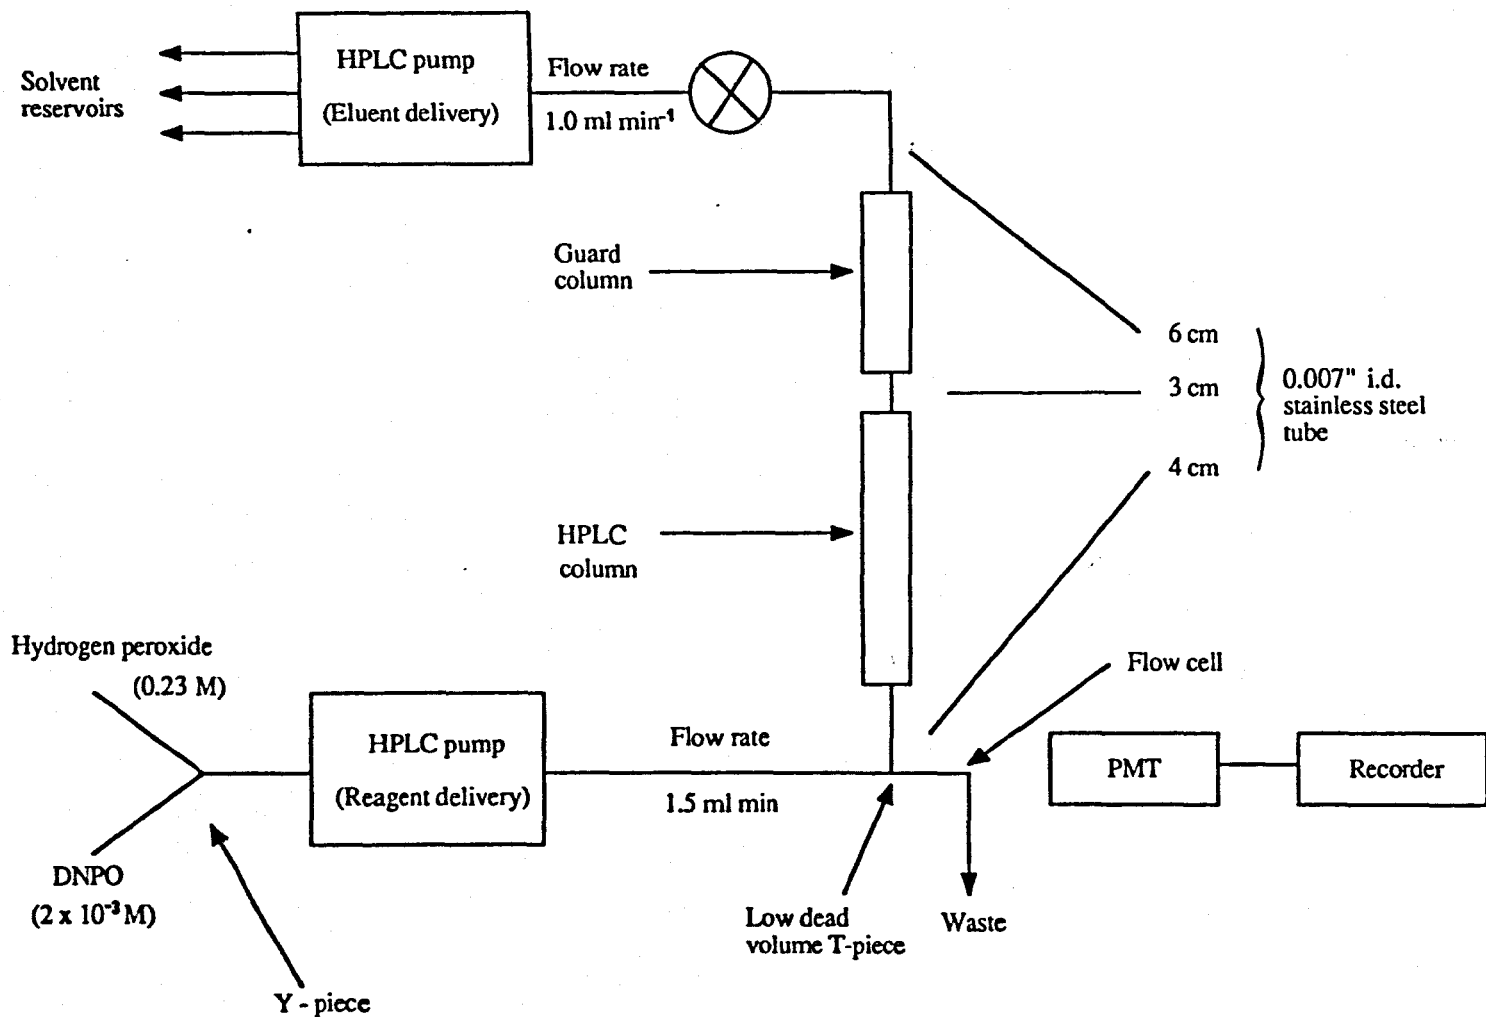 HPLC pump
(Eluent delivery)
Solvent
reservoirs
Flow rate
1.0 ml min⁻¹
Guard
column
6 cm
3 cm
4 cm
0.007" i.d.
stainless steel
tube
HPLC
column
Hydrogen peroxide
(0.23 M)
HPLC pump
(Reagent delivery)
Flow rate
1.5 ml min
Flow cell
PMT
Recorder
DNPO
(2 x 10⁻³ M)
Low dead
volume T-piece
Waste
Y - piece